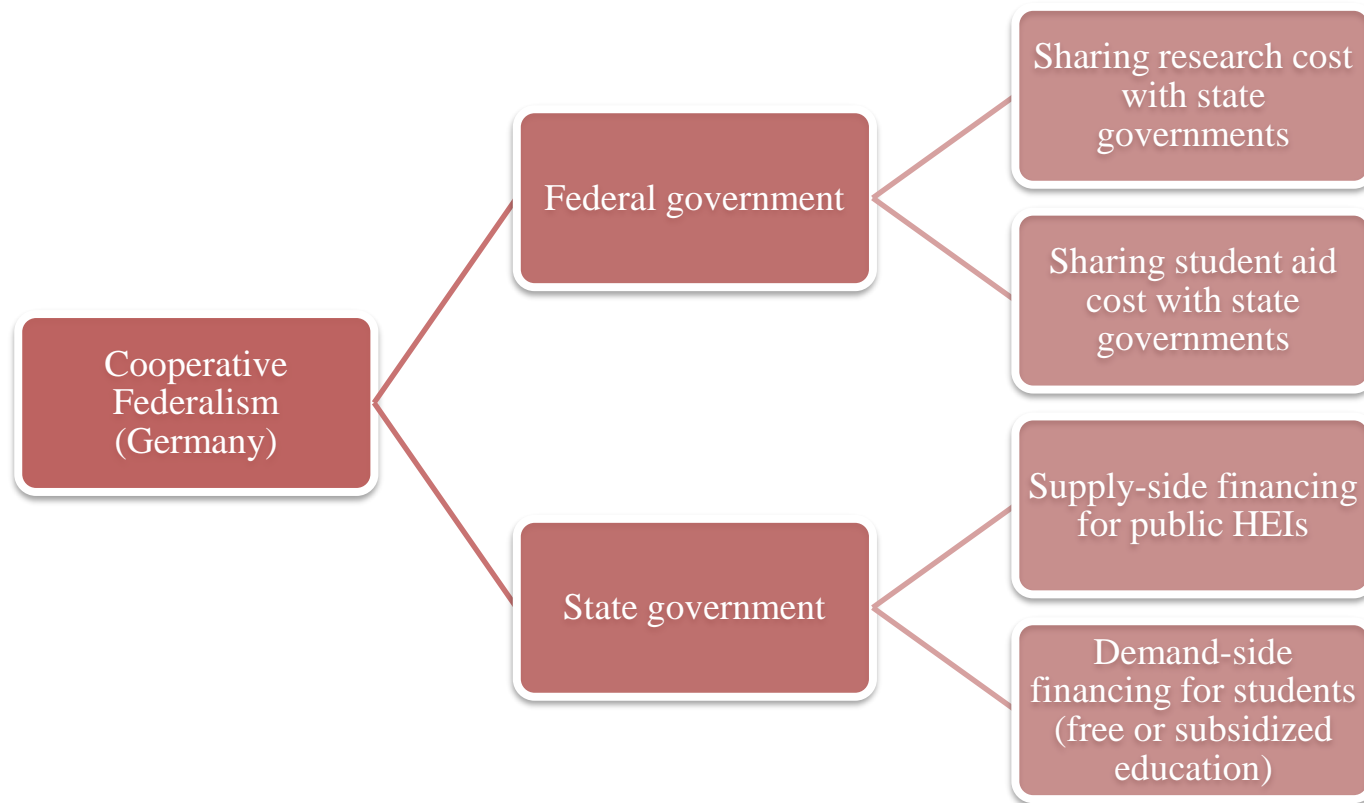 Cooperative
Federalism
(Germany)
Federal government
Sharing research cost
with state
governments
Sharing student aid
cost with state
governments
State government
Supply-side financing
for public HEIs
Demand-side
financing for students
(free or subsidized
education)